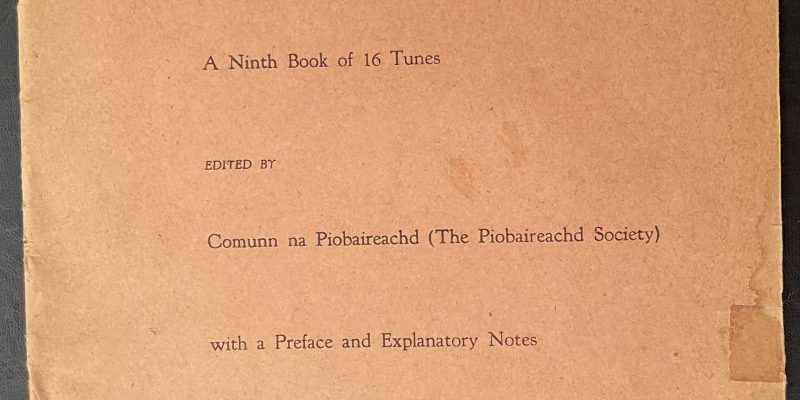 A Ninth Book of 16 Tunes
EDITED BY
Comunn na Piobaireachd (The Piobaireachd Society)
with a Preface and Explanatory Notes